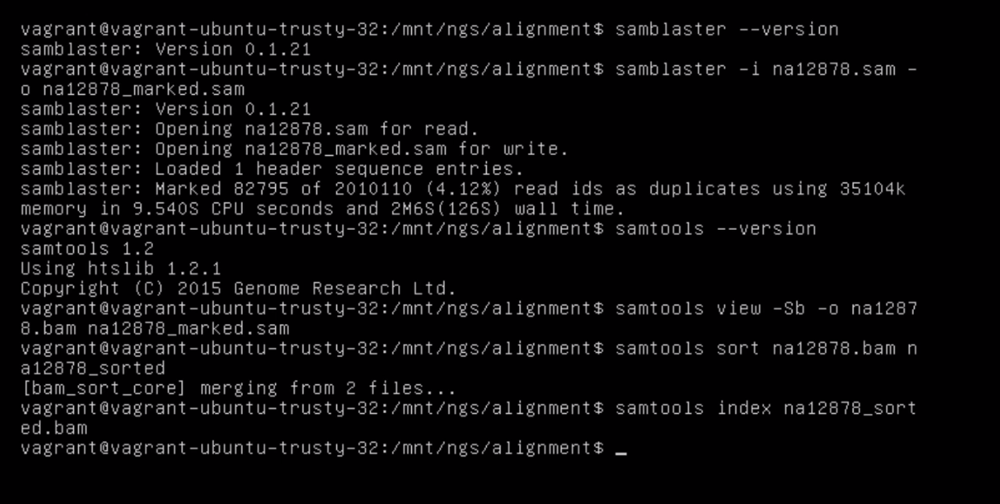 vagrant@vagrant-ubuntu-trusty-32:/mnt/ngs/alignment$ samblaster --version
samblaster: Version 0.1.21
vagrant@vagrant-ubuntu-trusty-32:/mnt/ngs/alignment$ samblaster -i na12878.sam -
o na12878_marked.sam
samblaster: Version 0.1.21
samblaster: Opening na12878.sam for read.
samblaster: Opening na12878_marked.sam for write.
samblaster: Loaded 1 header sequence entries.
samblaster: Marked 82795 of 2010110 (4.12%) read ids as duplicates using 35104k
memory in 9.540S CPU seconds and 2M6S(126S) wall time.
vagrant@vagrant-ubuntu-trusty-32:/mnt/ngs/alignment$ samtools --version
samtools 1.2
Using htslib 1.2.1
Copyright (C) 2015 Genome Research Ltd.
vagrant@vagrant-ubuntu-trusty-32:/mnt/ngs/alignment$ samtools view -Sb -o na1287
8.bam na12878_marked.sam
vagrant@vagrant-ubuntu-trusty-32:/mnt/ngs/alignment$ samtools sort na12878.bam n
a12878_sorted
[bam_sort_core] merging from 2 files...
vagrant@vagrant-ubuntu-trusty-32:/mnt/ngs/alignment$ samtools index na12878_sort
ed.bam
vagrant@vagrant-ubuntu-trusty-32:/mnt/ngs/alignment$ _